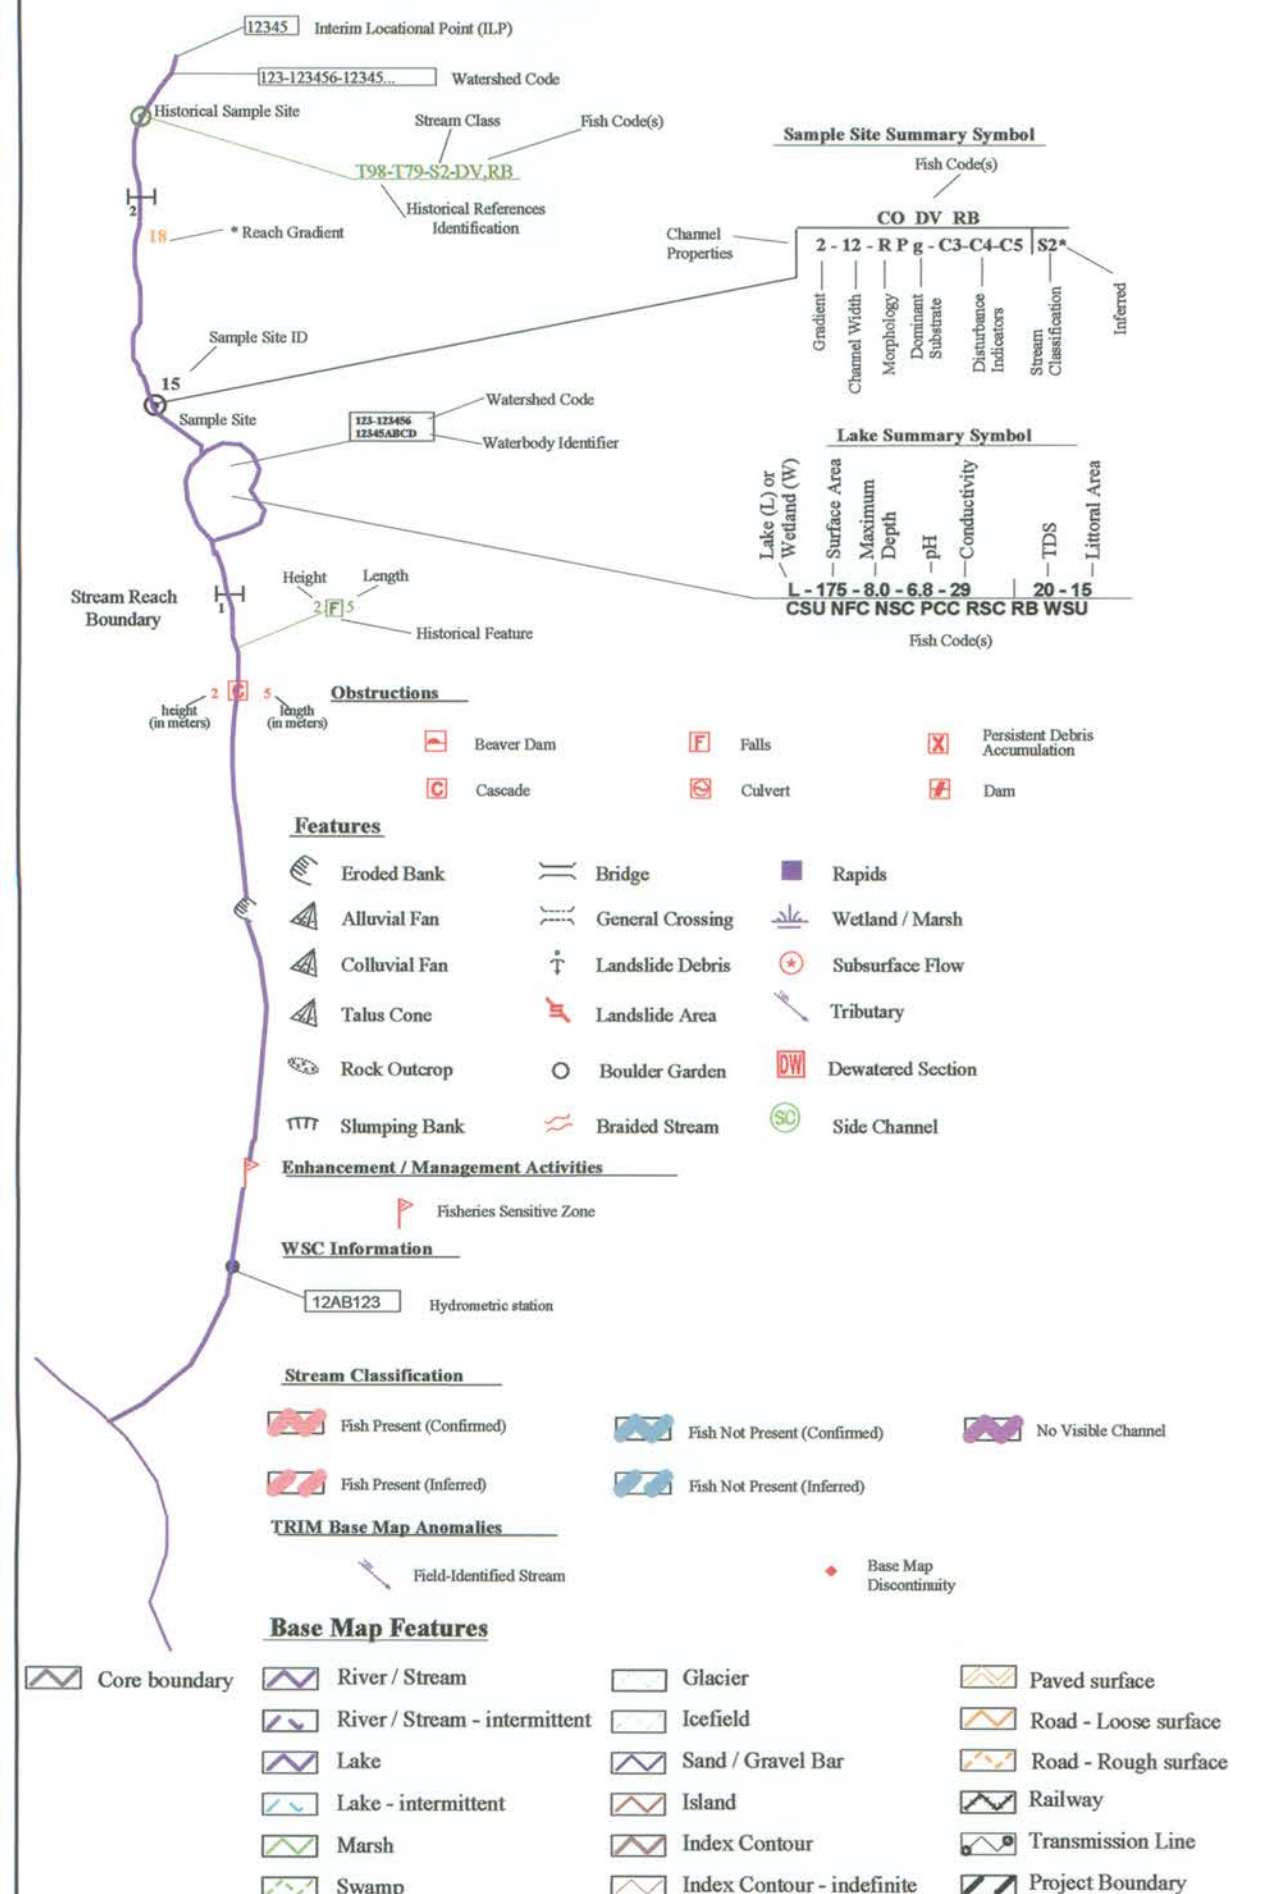 12345 Interim Locational Point (ILP)
123-123456-12345... Watershed Code
Historical Sample Site
Stream Class
Fish Code(s)
T98-T79-S2-DV,RB
Historical References
Identification
2
18
* Reach Gradient
Sample Site ID
15
Sample Site
123-123456
12345ABCD
Watershed Code
Waterbody Identifier
Sample Site Summary Symbol
Fish Code(s)
CO DV RB
Channel
Properties
2 - 12 - R P g - C3-C4-C5 S2*
Gradient
Channel Width
Morphology
Dominant
Substrate
Disturbance
Indicators
Stream
Classification
Inferred
Lake Summary Symbol
Lake (L) or
Wetland (W)
Surface Area
Maximum
Depth
pH
Conductivity
TDS
Littoral Area
L - 175 - 8.0 - 6.8 - 29 20 - 15
CSU NFC NSC PCC RSC RB WSU
Fish Code(s)
Stream Reach
Boundary
1
Height
Length
2 F 5
Historical Feature
2 C 5
height
(in meters)
length
(in meters)
Obstructions
Beaver Dam
F Falls
X Persistent Debris
Accumulation
C Cascade
Culvert
Dam
Features
Eroded Bank
Bridge
Rapids
Alluvial Fan
General Crossing
Wetland / Marsh
Colluvial Fan
Landslide Debris
Subsurface Flow
Talus Cone
Landslide Area
Tributary
Rock Outcrop
Boulder Garden
DW Dewatered Section
Slumping Bank
Braided Stream
SC Side Channel
Enhancement / Management Activities
Fisheries Sensitive Zone
WSC Information
12AB123 Hydrometric station
Stream Classification
Fish Present (Confirmed)
Fish Not Present (Confirmed)
No Visible Channel
Fish Present (Inferred)
Fish Not Present (Inferred)
TRIM Base Map Anomalies
Field-Identified Stream
Base Map
Discontinuity
Base Map Features
Core boundary
River / Stream
Glacier
Paved surface
River / Stream - intermittent
Icefield
Road - Loose surface
Lake
Sand / Gravel Bar
Road - Rough surface
Lake - intermittent
Island
Railway
Marsh
Index Contour
Transmission Line
Swamp
Index Contour - indefinite
Project Boundary